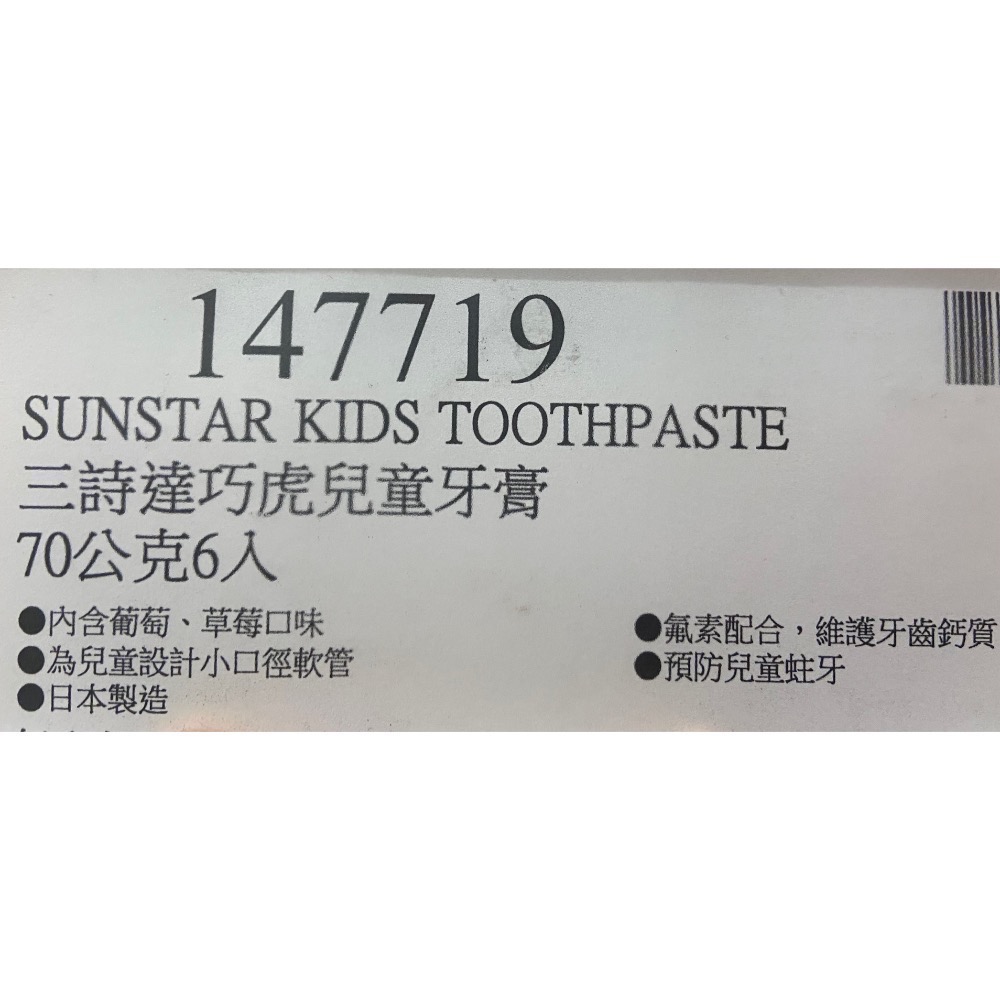 147719
SUNSTAR KIDS TOOTHPASTE
三詩達巧虎兒童牙膏
70公克6入
●內含葡萄、草莓口味
●為兒童設計小口徑軟管
●日本製造
●氟素配合，維護牙齒鈣質
●預防兒童蛀牙